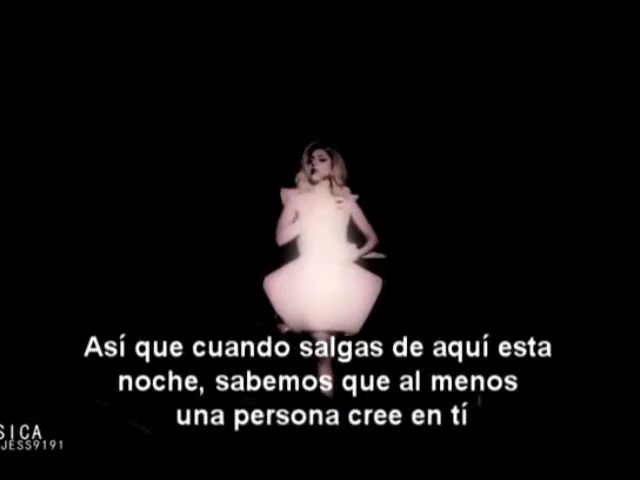 Así que cuando salgas de aquí esta
noche, sabemos que al menos
una persona cree en tí
SICA
JESS9191